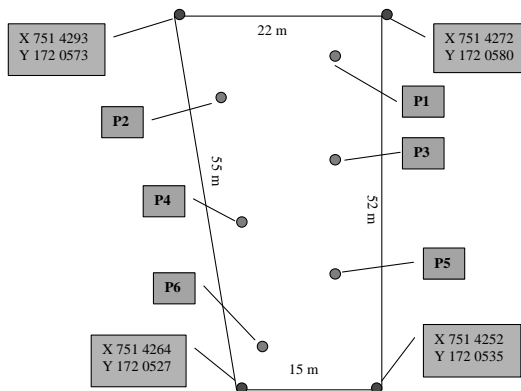 X 751 4293
Y 172 0573
22 m
X 751 4272
Y 172 0580
P2
P1
P3
55 m
52 m
P4
P5
P6
X 751 4264
Y 172 0527
15 m
X 751 4252
Y 172 0535